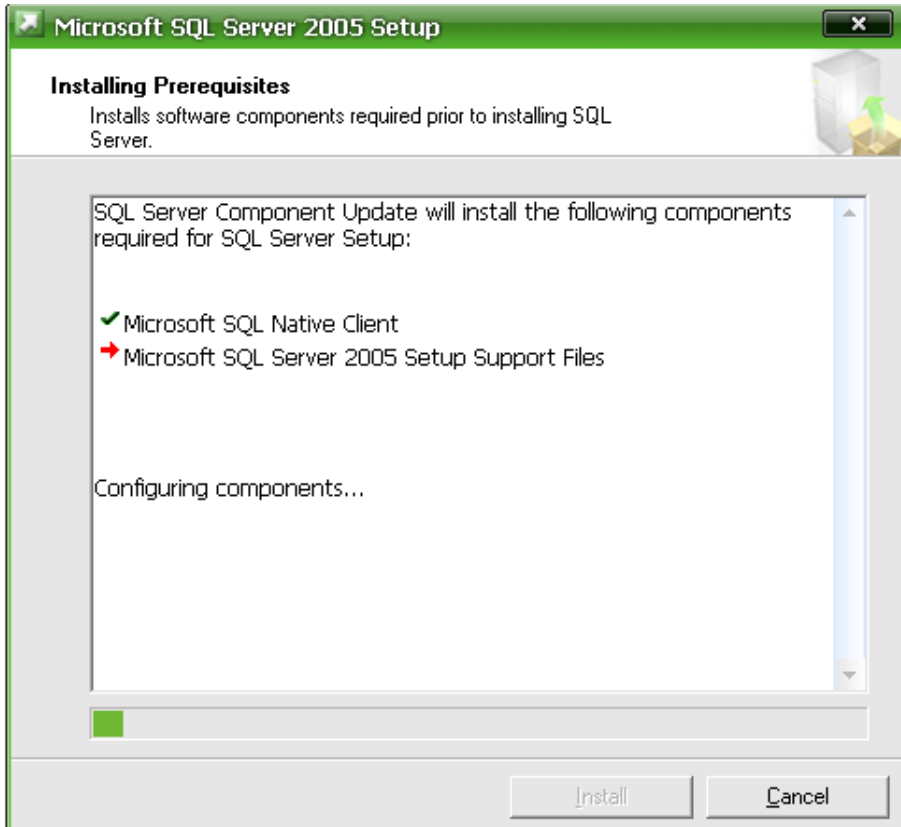 Microsoft SQL Server 2005 Setup
Installing Prerequisites
Installs software components required prior to installing SQL
Server.
SQL Server Component Update will install the following components
required for SQL Server Setup:
Microsoft SQL Native Client
Microsoft SQL Server 2005 Setup Support Files
Configuring components...
Install
Cancel